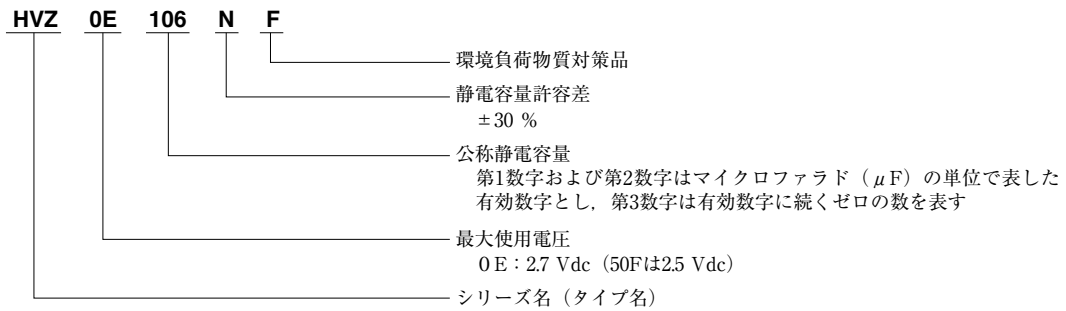 HVZ 0E 106 N F
環境負荷物質対策品
静電容量許容差
±30 %
公称静電容量
第1数字および第2数字はマイクロファラド（μF）の単位で表した
有効数字とし，第3数字は有効数字に続くゼロの数を表す
最大使用電圧
0E：2.7 Vdc（50Fは2.5 Vdc）
シリーズ名（タイプ名）